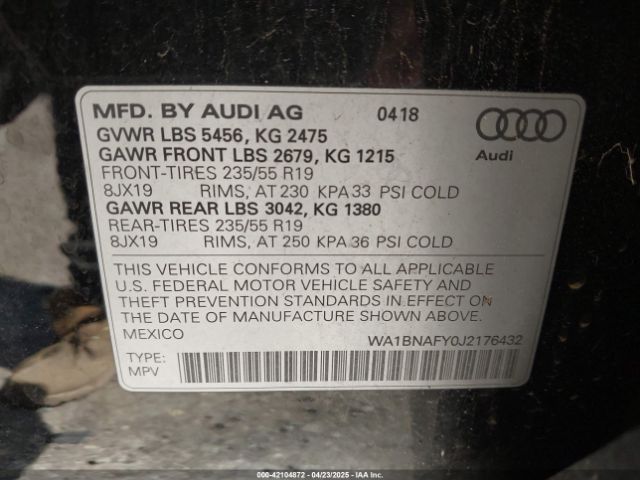 MFD. BY AUDI AG 0418
GVWR LBS 5456, KG 2475
GAWR FRONT LBS 2679, KG 1215
FRONT-TIRES 235/55 R19
8JX19 RIMS, AT 230 KPA 33 PSI COLD
GAWR REAR LBS 3042, KG 1380
REAR-TIRES 235/55 R19
8JX19 RIMS, AT 250 KPA 36 PSI COLD
Audi
THIS VEHICLE CONFORMS TO ALL APPLICABLE
U.S. FEDERAL MOTOR VEHICLE SAFETY AND
THEFT PREVENTION STANDARDS IN EFFECT ON
THE DATE OF MANUFACTURE SHOWN ABOVE.
MEXICO WA1BNAFY0J2176432
TYPE:
MPV
000-42104872 | 04/23/2025 - IAAI.COM